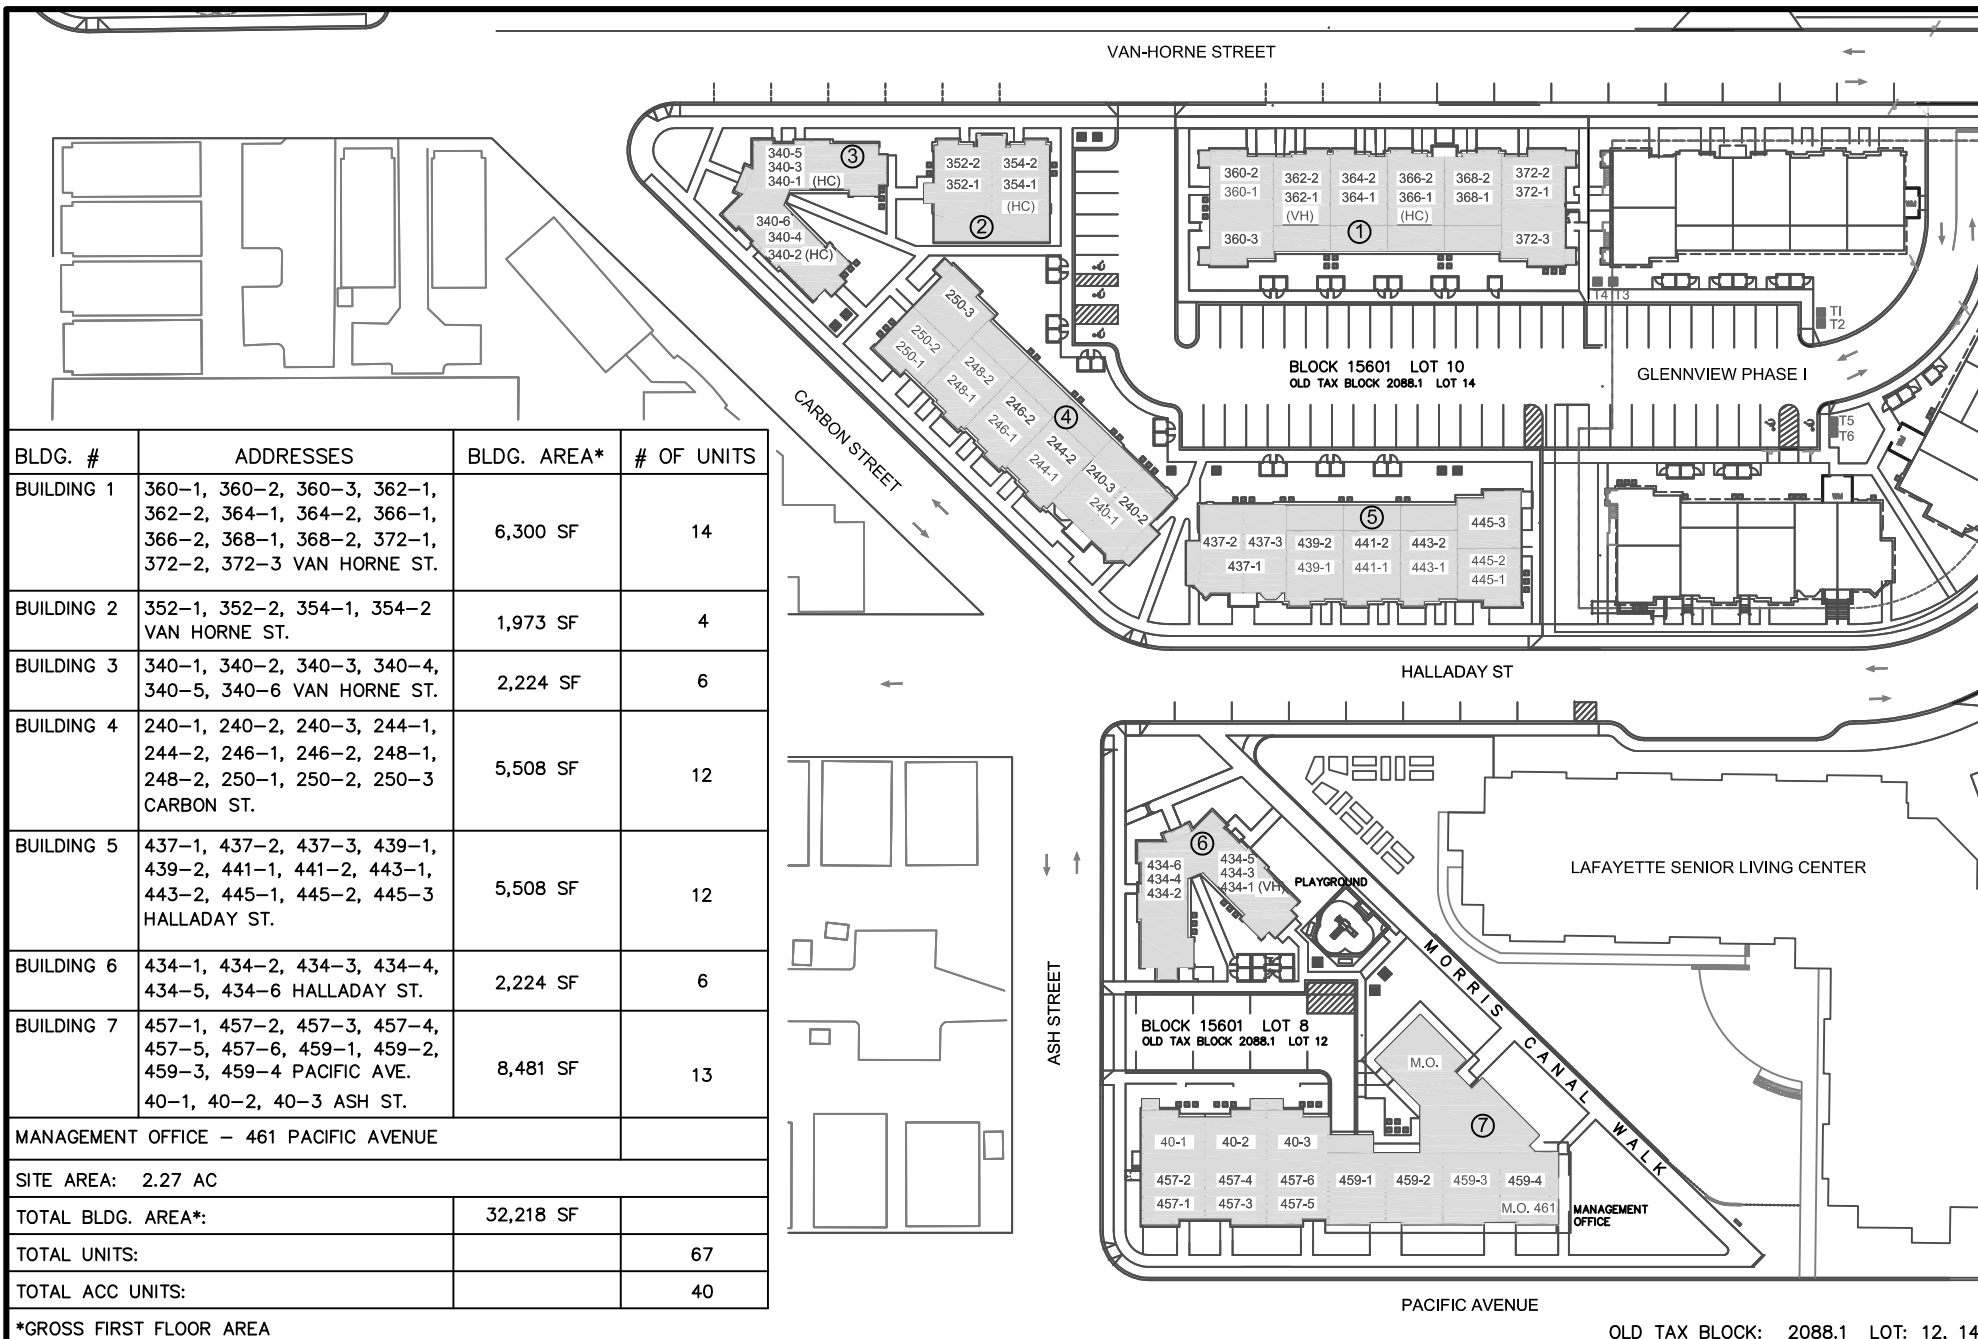 VAN-HORNE STREET
340-5
340-3
340-1 (HC)
3
340-6
340-4
340-2 (HC)
352-2 354-2
352-1 354-1
(HC)
2
360-2 362-2 364-2 366-2 368-2 372-2
360-1 362-1 364-1 366-1 368-1 372-1
(VH) (HC)
360-3 1 372-3
T4 T3
T1
T2
BLOCK 15601 LOT 10
OLD TAX BLOCK 2088.1 LOT 14
GLENNVIEW PHASE I
T5
T6
CARBON STREET
250-3
250-2
250-1
248-2
248-1
246-2
246-1
4
244-2
244-1
240-3
240-2
240-1
5
445-3
437-2 437-3 439-2 441-2 443-2
437-1 439-1 441-1 443-1
445-2
445-1
HALLADAY ST
BLDG. # ADDRESSES BLDG. AREA* # OF UNITS
BUILDING 1 360-1, 360-2, 360-3, 362-1,
362-2, 364-1, 364-2, 366-1,
366-2, 368-1, 368-2, 372-1,
372-2, 372-3 VAN HORNE ST.
6,300 SF 14
BUILDING 2 352-1, 352-2, 354-1, 354-2
VAN HORNE ST.
1,973 SF 4
BUILDING 3 340-1, 340-2, 340-3, 340-4,
340-5, 340-6 VAN HORNE ST.
2,224 SF 6
BUILDING 4 240-1, 240-2, 240-3, 244-1,
244-2, 246-1, 246-2, 248-1,
248-2, 250-1, 250-2, 250-3
CARBON ST.
5,508 SF 12
BUILDING 5 437-1, 437-2, 437-3, 439-1,
439-2, 441-1, 441-2, 443-1,
443-2, 445-1, 445-2, 445-3
HALLADAY ST.
5,508 SF 12
BUILDING 6 434-1, 434-2, 434-3, 434-4,
434-5, 434-6 HALLADAY ST.
2,224 SF 6
BUILDING 7 457-1, 457-2, 457-3, 457-4,
457-5, 457-6, 459-1, 459-2,
459-3, 459-4 PACIFIC AVE.
40-1, 40-2, 40-3 ASH ST.
8,481 SF 13
MANAGEMENT OFFICE - 461 PACIFIC AVENUE
SITE AREA: 2.27 AC
TOTAL BLDG. AREA*: 32,218 SF
TOTAL UNITS: 67
TOTAL ACC UNITS: 40
*GROSS FIRST FLOOR AREA
6
434-6
434-4
434-2
434-5
434-3
434-1 (VH)
PLAYGROUND
LAFAYETTE SENIOR LIVING CENTER
MORRIS CANAL WALK
ASH STREET
BLOCK 15601 LOT 8
OLD TAX BLOCK 2088.1 LOT 12
M.O.
7
40-1 40-2 40-3
457-2 457-4 457-6 459-1 459-2 459-3 459-4
457-1 457-3 457-5 M.O. 461
MANAGEMENT
OFFICE
PACIFIC AVENUE
OLD TAX BLOCK: 2088.1 LOT: 12, 14